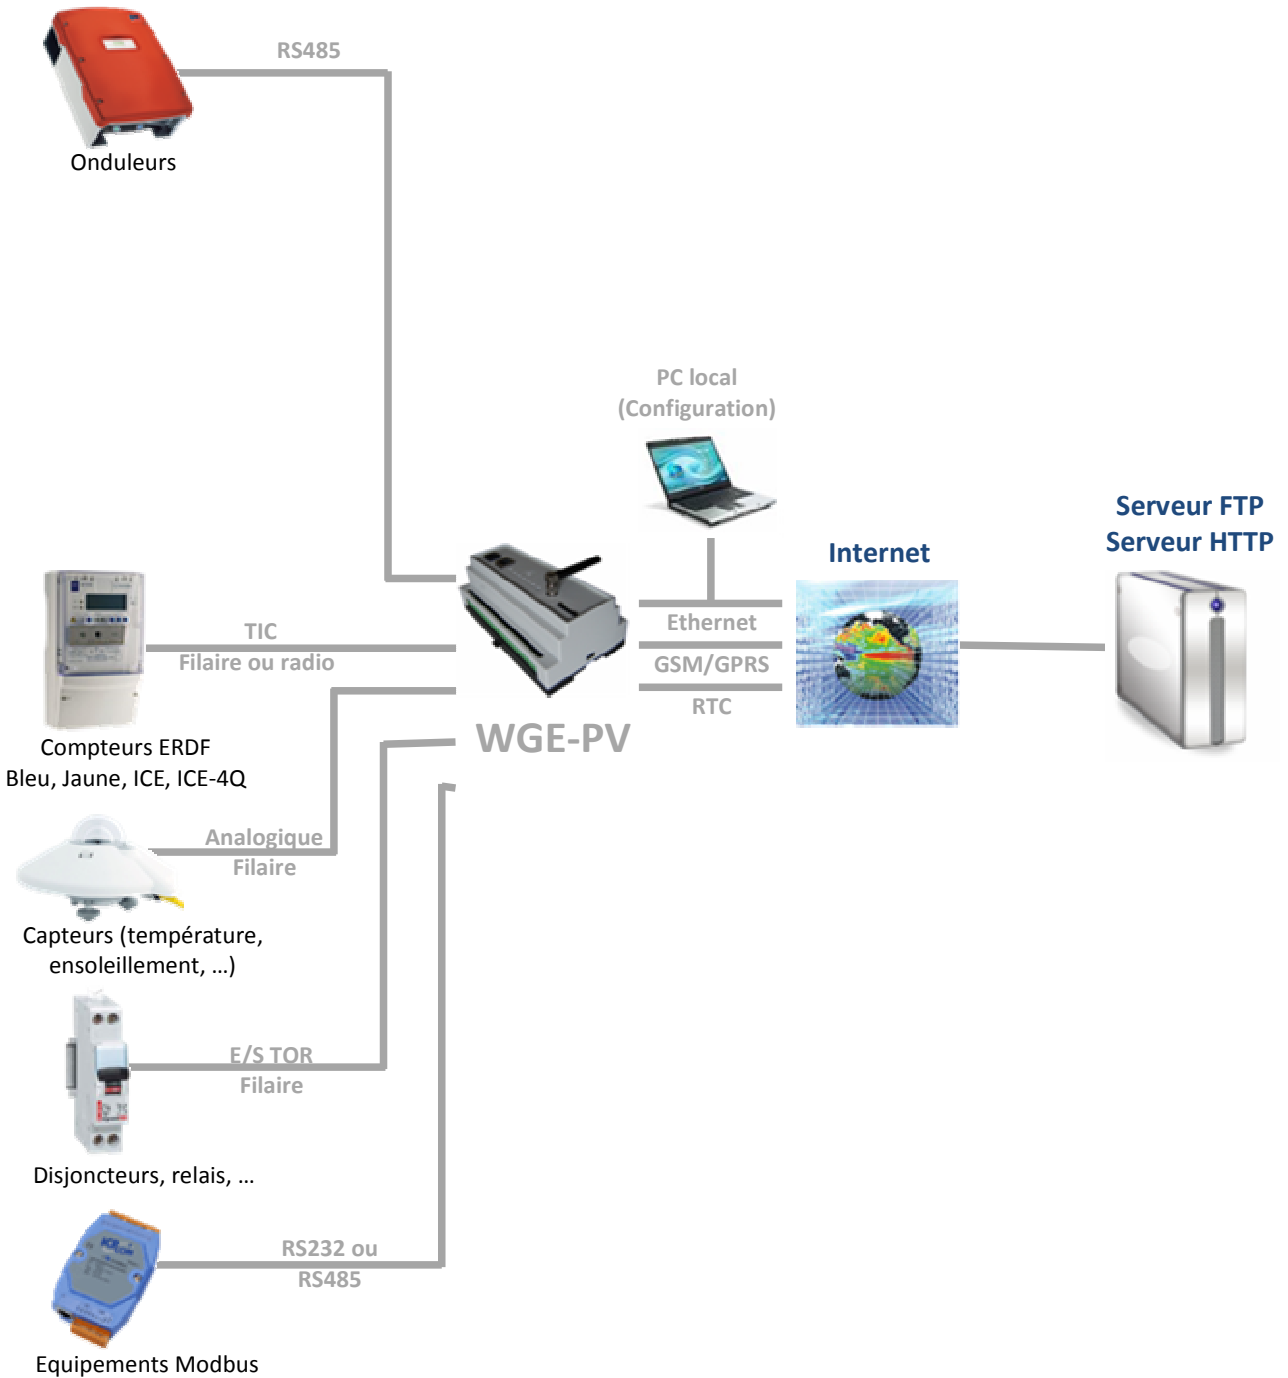 RS485
Onduleurs
PC local
(Configuration)
Serveur FTP
Serveur HTTP
Internet
TIC
Filaire ou radio
Ethernet
GSM/GPRS
RTC
WGE-PV
Compteurs ERDF
Bleu, Jaune, ICE, ICE-4Q
Analogique
Filaire
Capteurs (température,
ensoleillement, ...)
E/S TOR
Filaire
Disjoncteurs, relais, ...
RS232 ou
RS485
Equipements Modbus